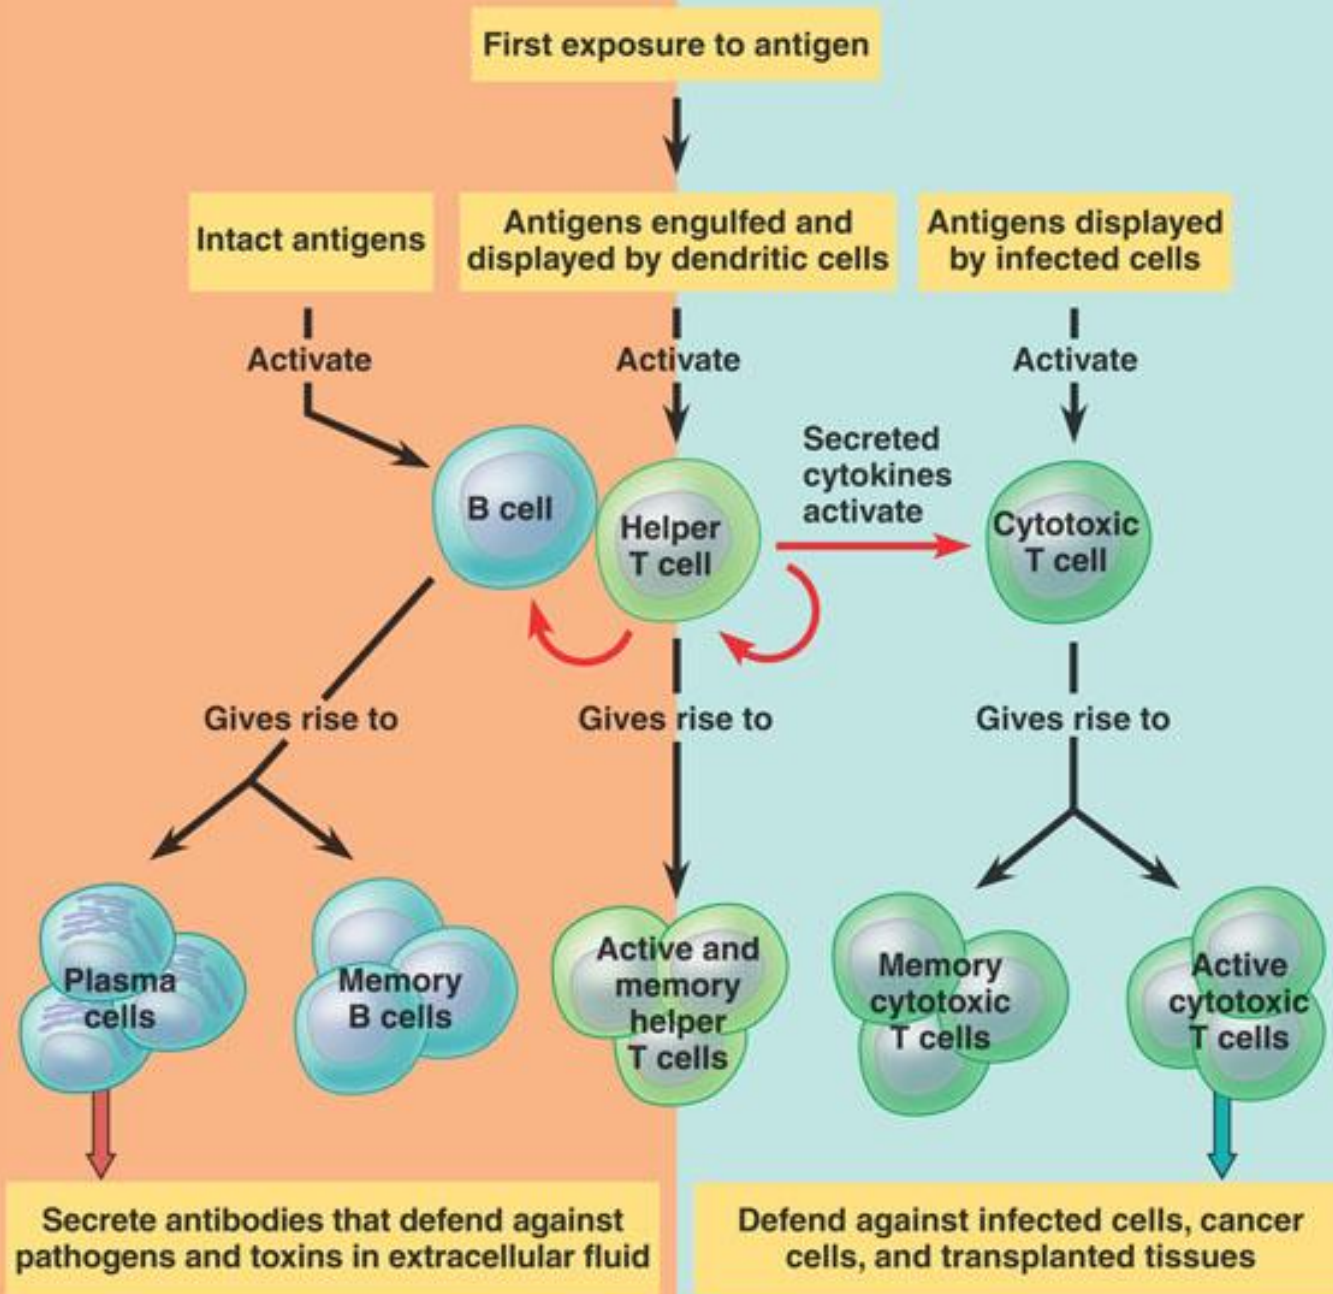 First exposure to antigen
Intact antigens
Antigens engulfed and
displayed by dendritic cells
Antigens displayed
by infected cells
Activate
Activate
Activate
Secreted
cytokines
activate
B cell
Helper
T cell
Cytotoxic
T cell
Gives rise to
Gives rise to
Gives rise to
Plasma
cells
Memory
B cells
Active and
memory
helper
T cells
Memory
cytotoxic
T cells
Active
cytotoxic
T cells
Secrete antibodies that defend against
pathogens and toxins in extracellular fluid
Defend against infected cells, cancer
cells, and transplanted tissues